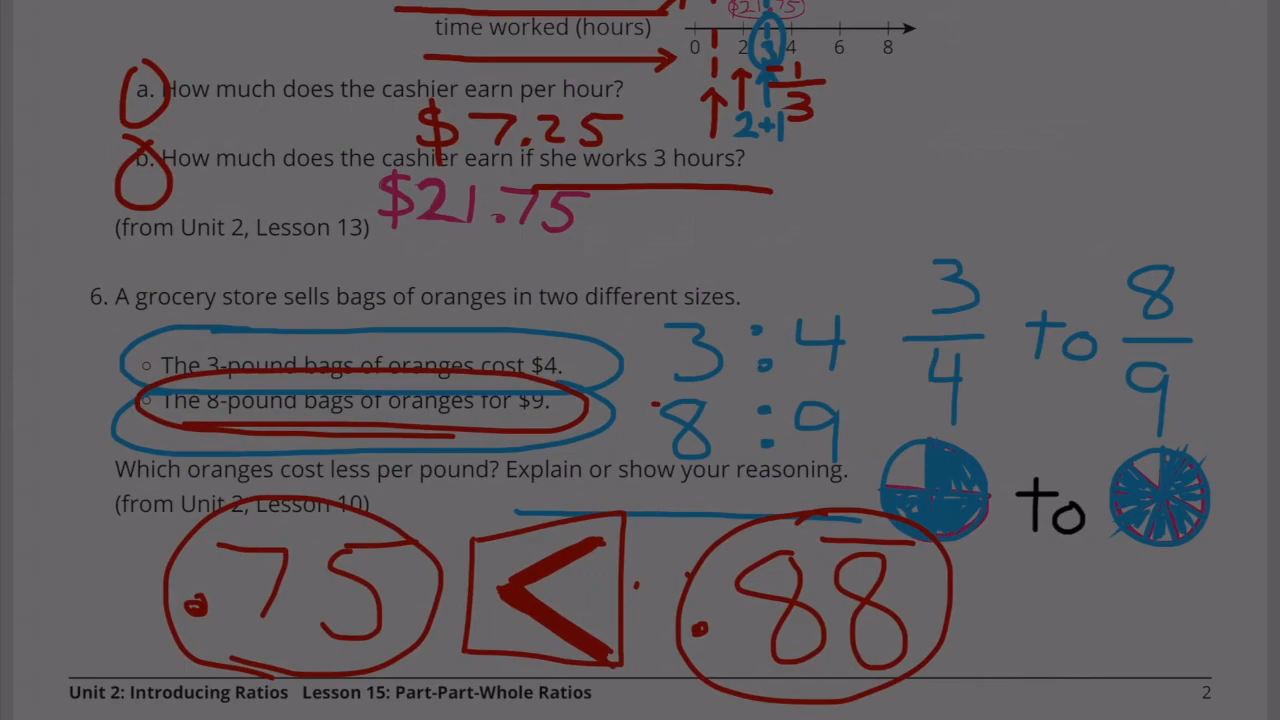 $21.75
time worked (hours)
0 2 3 4 6 8
1/3
2+1
a. How much does the cashier earn per hour?
$7.25
b. How much does the cashier earn if she works 3 hours?
$21.75
(from Unit 2, Lesson 13)
6. A grocery store sells bags of oranges in two different sizes.
○ The 3-pound bags of oranges cost $4.
○ The 8-pound bags of oranges for $9.
3:4
8:9
3/4 to 8/9
to
Which oranges cost less per pound? Explain or show your reasoning.
(from Unit 2, Lesson 10)
.75 < .88
Unit 2: Introducing Ratios Lesson 15: Part-Part-Whole Ratios 2